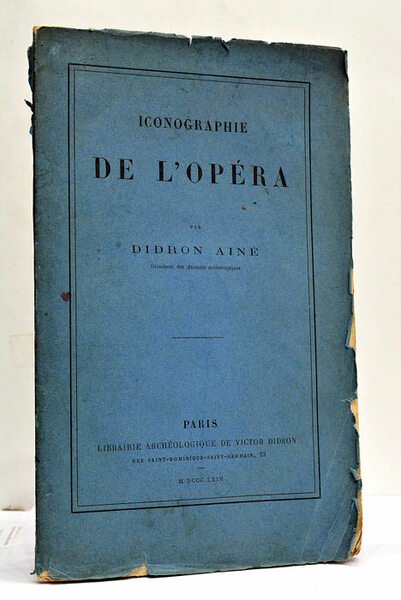 ICONOGRAPHIE
DE L'OPÉRA
PAR
DIDRON AINÉ
Directeur des Annales archéologiques
PARIS
LIBRAIRIE ARCHÉOLOGIQUE DE VICTOR DIDRON
RUE SAINT-DOMINIQUE-SAINT-GERMAIN, 23
M DCCC LXIV